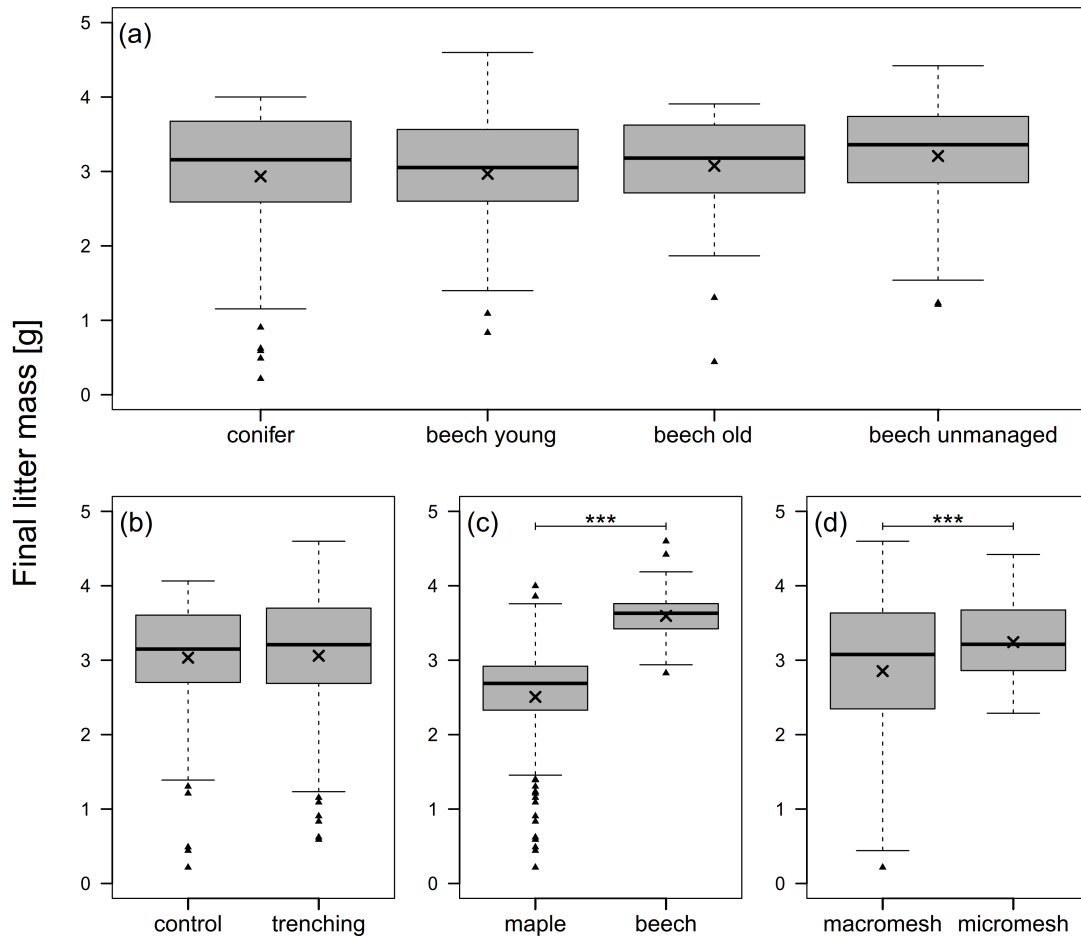 Final litter mass [g]
(a)
5
4
3
2
1
0
conifer beech young beech old beech unmanaged
(b)
5
4
3
2
1
0
control trenching
(c)
***
5
4
3
2
1
0
maple beech
(d)
***
5
4
3
2
1
0
macromesh micromesh